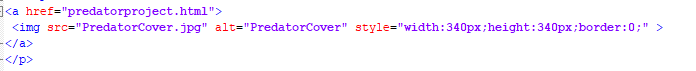 <a href="predatorproject.html">
<img src="PredatorCover.jpg" alt="PredatorCover" style="width:340px;height:340px;border:0;" >
</a>
</p>